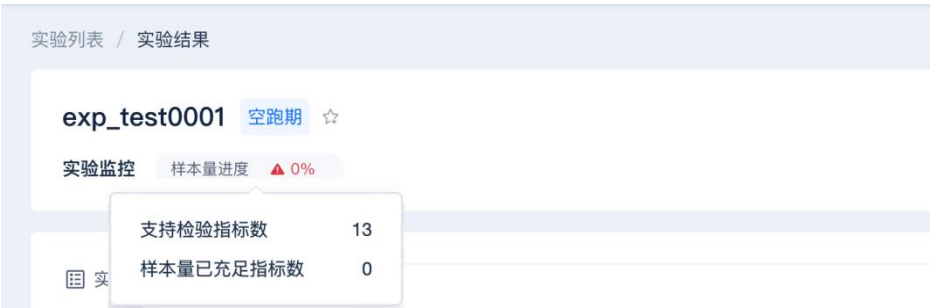 实验列表 / 实验结果
exp_test0001 空跑期
实验监控 样本量进度 0%
支持检验指标数 13
样本量已充足指标数 0
实